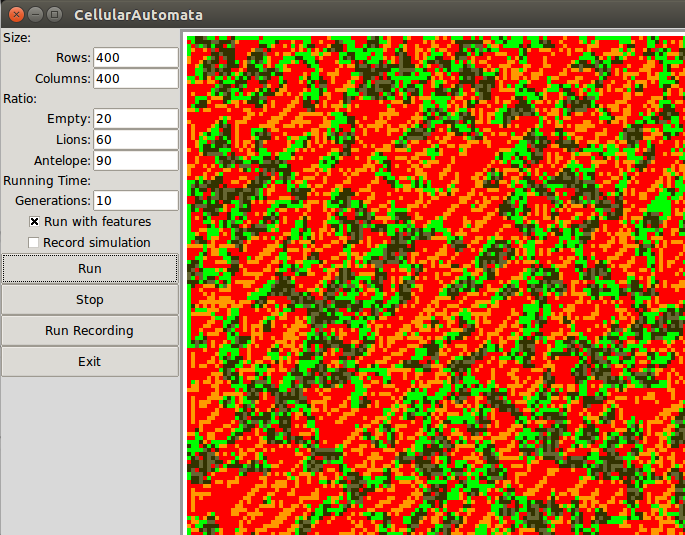 CellularAutomata
Size:
Rows: 400
Columns: 400
Ratio:
Empty: 20
Lions: 60
Antelope: 90
Running Time:
Generations: 10
Run with features
Record simulation
Run
Stop
Run Recording
Exit